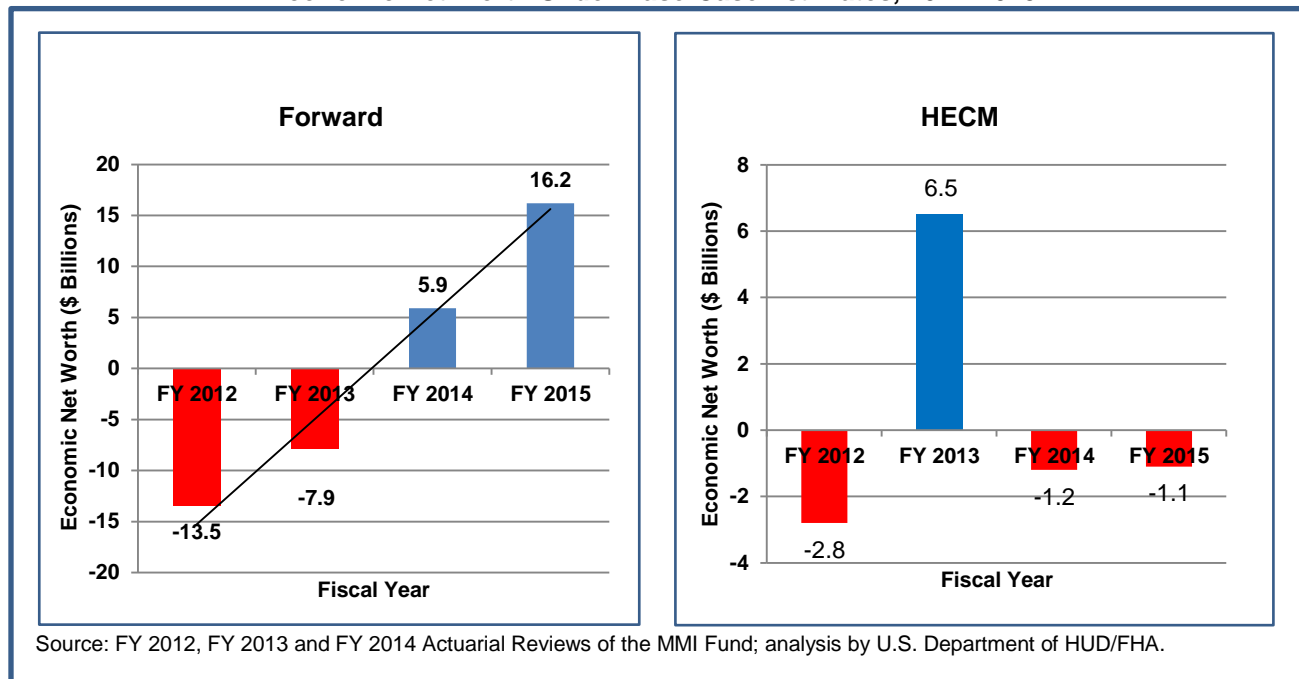 Forward
Economic Net Worth ($ Billions)
20
15
10
5
0
-5
-10
-15
-20
16.2
5.9
FY 2012
FY 2013
FY 2014
FY 2015
-7.9
-13.5
Fiscal Year
HECM
Economic Net Worth ($ Billions)
8
6
4
2
0
-2
-4
6.5
FY 2012
FY 2013
FY 2014
FY 2015
-1.2
-1.1
-2.8
Fiscal Year
Source: FY 2012, FY 2013 and FY 2014 Actuarial Reviews of the MMI Fund; analysis by U.S. Department of HUD/FHA.